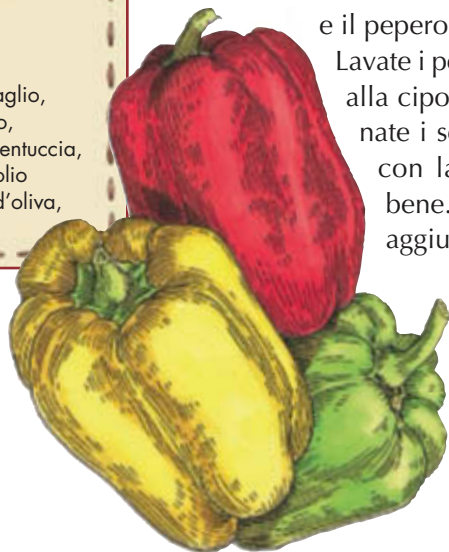 aglio,
o,
entuccia,
olio
d'oliva,
e il pepero
Lavate i pe
alla cipo
nate i se
con la
bene.
aggiu